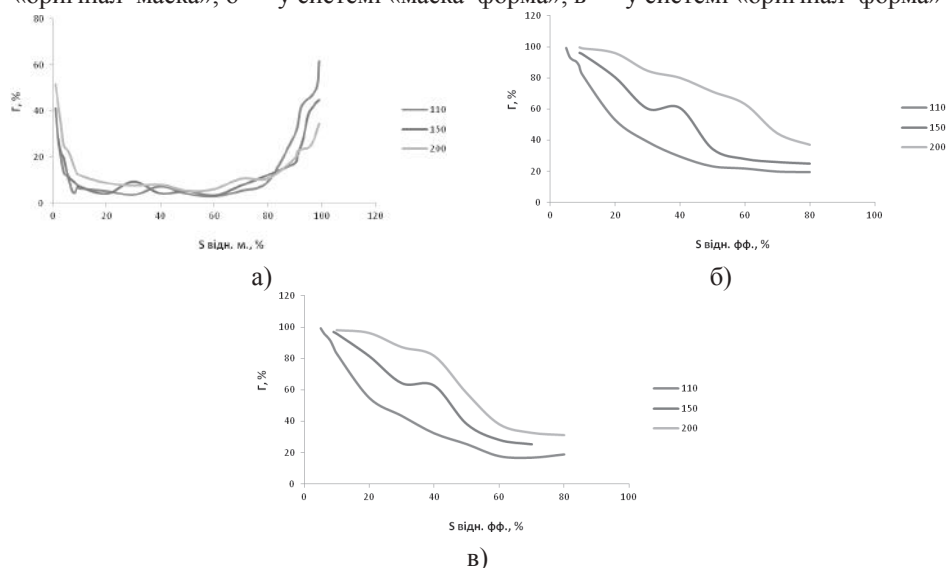 «оригінал–маска»; б — у системі «маска–форма»; в — у системі «оригінал–форма»
80
60
40
20
0
Г, %
0 20 40 60 80 100 120
S відн. м., %
110
150
200
а)
120
100
80
60
40
20
0
Г, %
0 20 40 60 80 100
S відн. фф., %
110
150
200
б)
120
100
80
60
40
20
0
Г, %
0 20 40 60 80 100
S відн. фф., %
110
150
200
в)